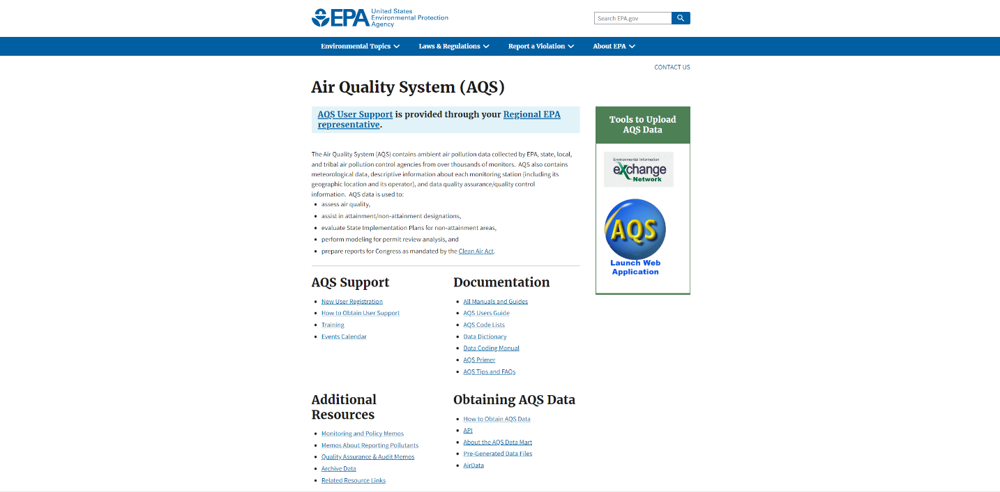 EPA
United States
Environmental Protection
Agency
Search EPA.gov
Environmental Topics
Laws & Regulations
Report a Violation
About EPA
CONTACT US
Air Quality System (AQS)
AQS User Support is provided through your Regional EPA
representative.
The Air Quality System (AQS) contains ambient air pollution data collected by EPA, state, local,
and tribal air pollution control agencies from over thousands of monitors.  AQS also contains
meteorological data, descriptive information about each monitoring station (including its
geographic location and its operator), and data quality assurance/quality control
information.  AQS data is used to:
assess air quality,
assist in attainment/non-attainment designations,
evaluate State Implementation Plans for non-attainment areas,
perform modeling for permit review analysis, and
prepare reports for Congress as mandated by the Clean Air Act.
Tools to Upload
AQS Data
Environmental Information
eXchange
Network
AQS
Launch Web
Application
AQS Support
New User Registration
How to Obtain User Support
Training
Events Calendar
Documentation
All Manuals and Guides
AQS Users Guide
AQS Code Lists
Data Dictionary
Data Coding Manual
AQS Primer
AQS Tips and FAQs
Additional
Resources
Monitoring and Policy Memos
Memos About Reporting Pollutants
Quality Assurance & Audit Memos
Archive Data
Related Resource Links
Obtaining AQS Data
How to Obtain AQS Data
API
About the AQS Data Mart
Pre-Generated Data Files
AirData